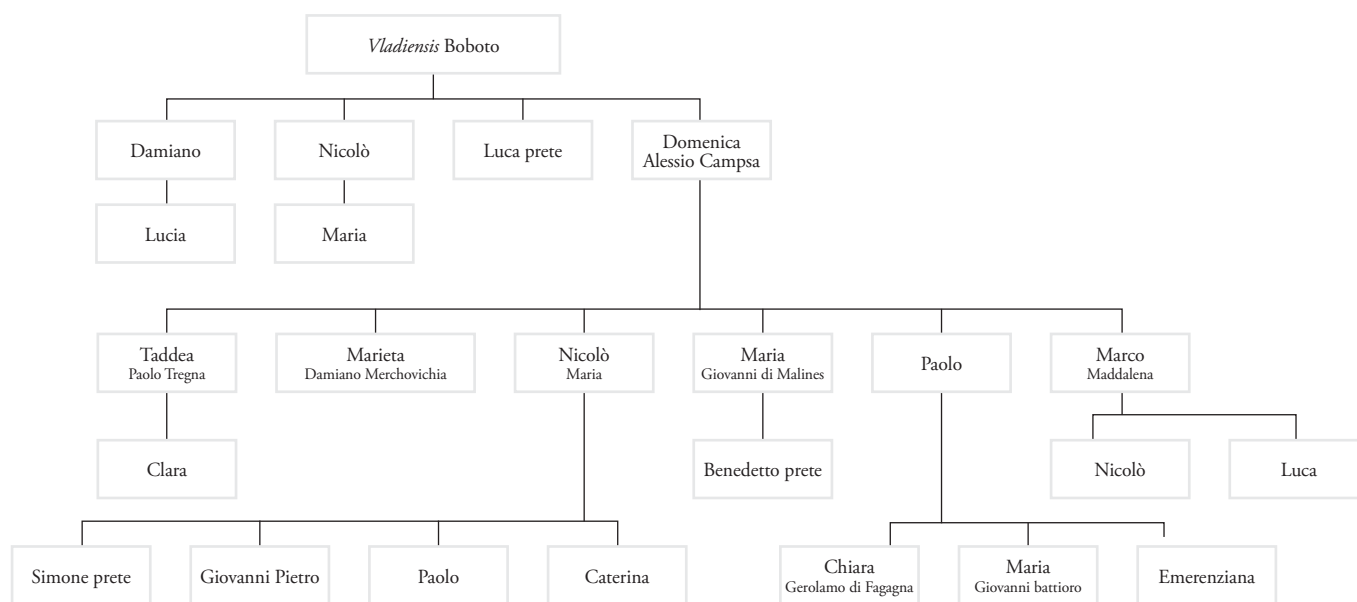 Vladiensis Boboto
Damiano
Nicolò
Luca prete
Domenica
Alessio Campsa
Lucia
Maria
Taddea
Paolo Tregna
Marieta
Damiano Merchovichia
Nicolò
Maria
Maria
Giovanni di Malines
Paolo
Marco
Maddalena
Clara
Benedetto prete
Nicolò
Luca
Simone prete
Giovanni Pietro
Paolo
Caterina
Chiara
Gerolamo di Fagagna
Maria
Giovanni battioro
Emerenziana